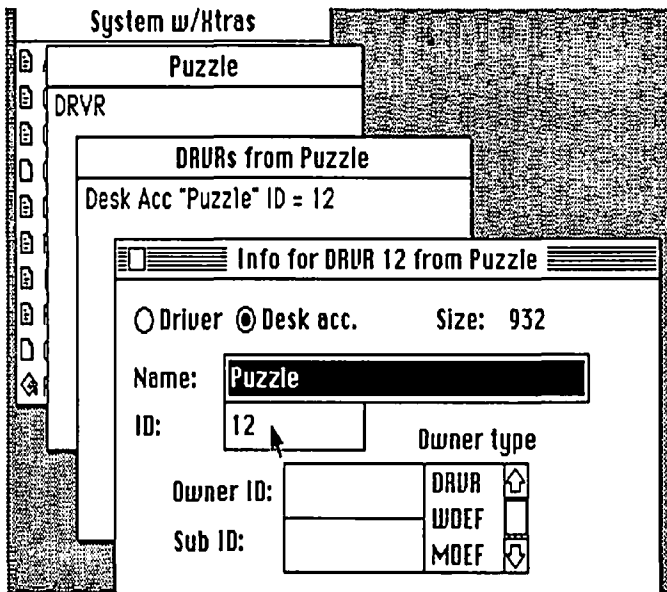 System w/Xtras
Puzzle
DRVR
DRVRs from Puzzle
Desk Acc "Puzzle" ID = 12
Info for DRVR 12 from Puzzle
Driver Desk acc. Size: 932
Name: Puzzle
ID: 12
Owner type
Owner ID: DRVR
WDEF
Sub ID: MDEF